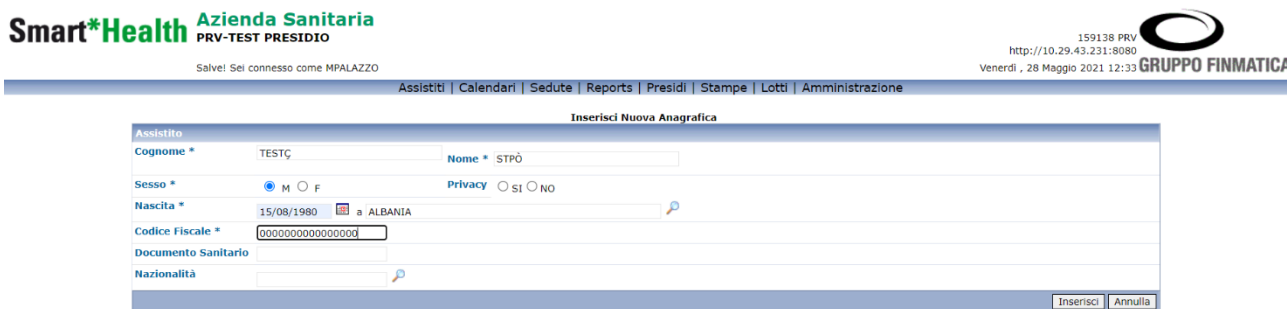 Smart*Health Azienda Sanitaria
PRV-TEST PRESIDIO
159138 PRV
http://10.29.43.231:8080
Salve! Sei connesso come MPALAZZO
Venerdì , 28 Maggio 2021 12:33 GRUPPO FINMATICA
Assistiti | Calendari | Sedute | Reports | Presidi | Stampe | Lotti | Amministrazione
Inserisci Nuova Anagrafica
Assistito
Cognome * TESTÇ Nome * STPÒ
Sesso * M F Privacy SI NO
Nascita * 15/08/1980 a ALBANIA
Codice Fiscale * 0000000000000000
Documento Sanitario
Nazionalità
Inserisci Annulla